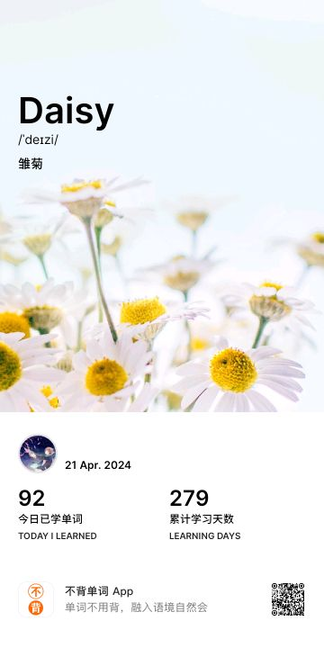 Daisy
/ˈdeɪzi/
雏菊
21 Apr. 2024
92
今日已学单词
TODAY I LEARNED
279
累计学习天数
LEARNING DAYS
不背
不背单词 App
单词不用背，融入语境自然会